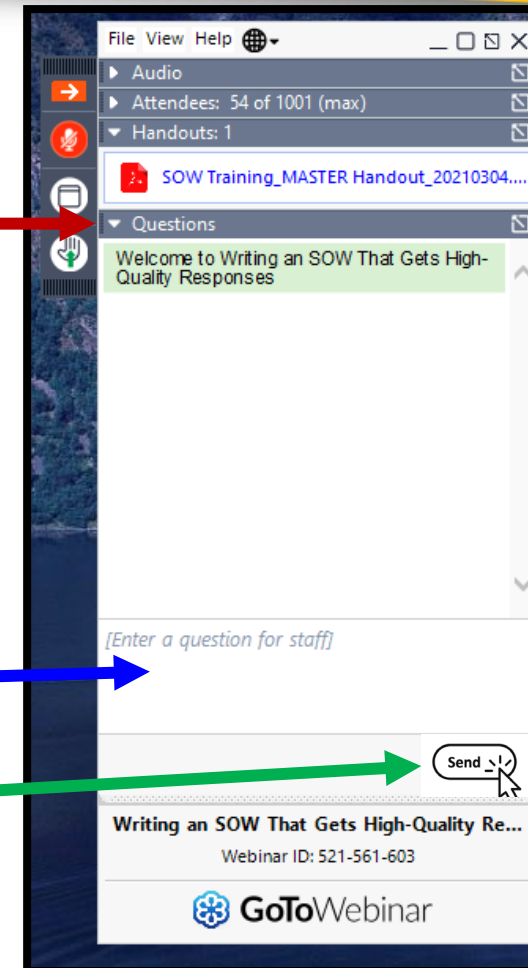 File View Help
Audio
Attendees: 54 of 1001 (max)
Handouts: 1
SOW Training_MASTER Handout_20210304....
Questions
Welcome to Writing an SOW That Gets High-
Quality Responses
[Enter a question for staff]
Send
Writing an SOW That Gets High-Quality Re...
Webinar ID: 521-561-603
GoToWebinar